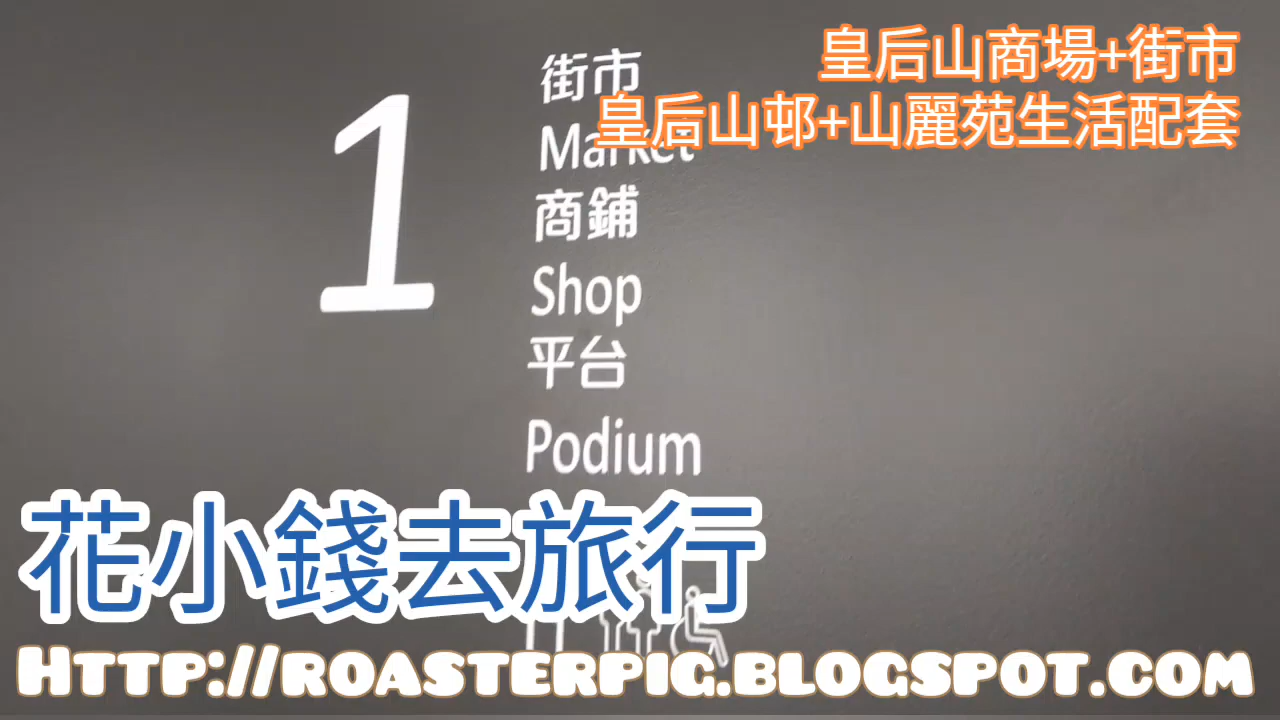 皇后山商場+街市
皇后山邨+山麗苑生活配套
1
街市
Market
商鋪
Shop
平台
Podium
花小錢去旅行
Http://roasterpig.blogspot.com